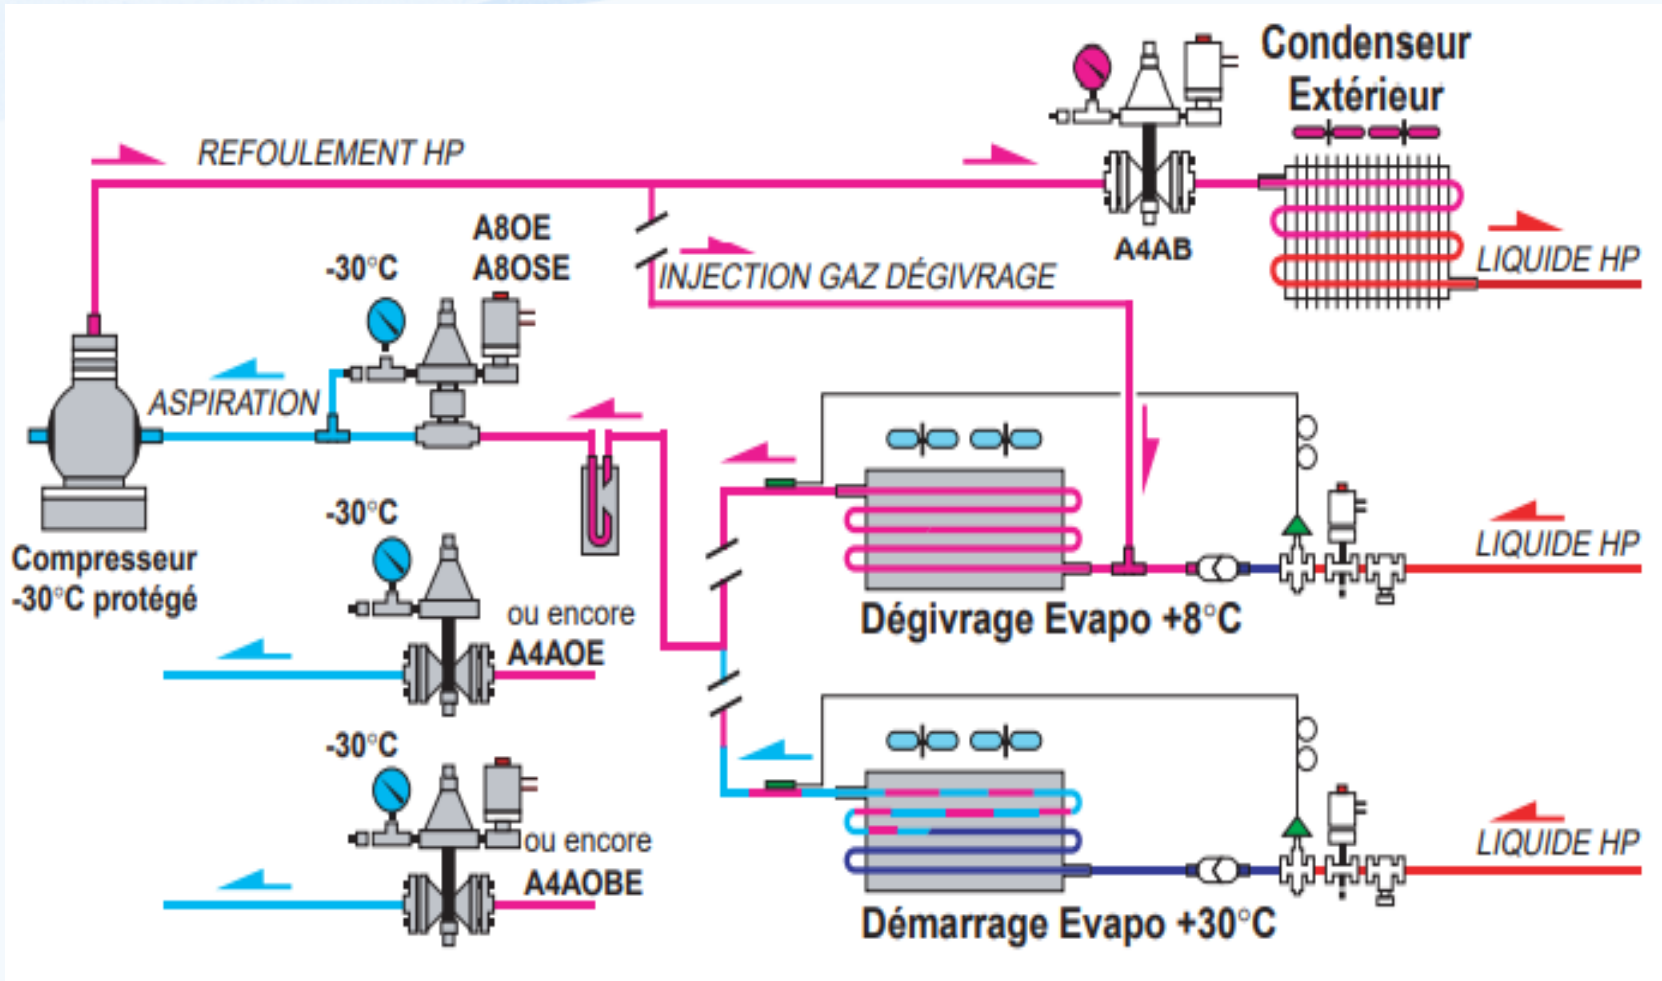 Condenseur
Extérieur
REFOULEMENT HP
A4AB
LIQUIDE HP
A8OE
A8OSE
-30°C
INJECTION GAZ DÉGIVRAGE
ASPIRATION
Compresseur
-30°C protégé
-30°C
ou encore
A4AOE
LIQUIDE HP
Dégivrage Evapo +8°C
-30°C
ou encore
A4AOBE
LIQUIDE HP
Démarrage Evapo +30°C